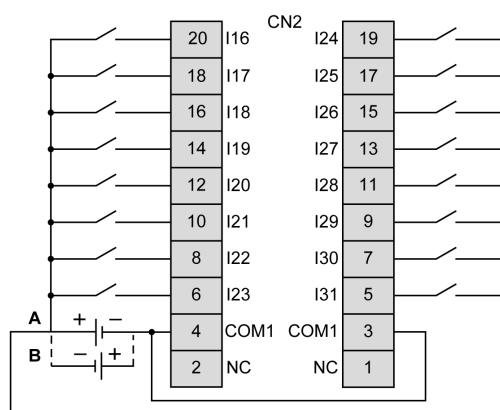 CN2
20 I16 I24 19
18 I17 I25 17
16 I18 I26 15
14 I19 I27 13
12 I20 I28 11
10 I21 I29 9
8 I22 I30 7
6 I23 I31 5
A + − 4 COM1 COM1 3
B − + 2 NC NC 1